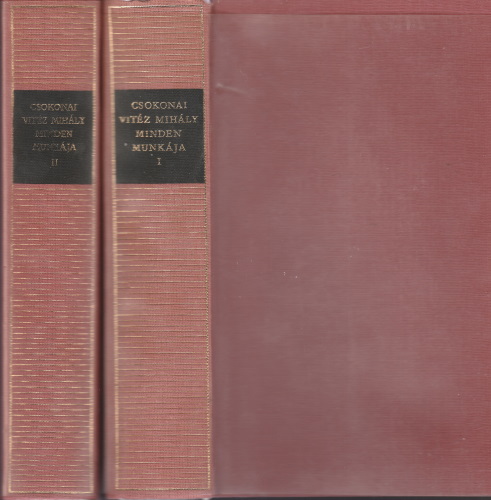 CSOKONAI
VITÉZ MIHÁLY
MINDEN
MUNKÁJA
II
CSOKONAI
VITÉZ MIHÁLY
MINDEN
MUNKÁJA
I